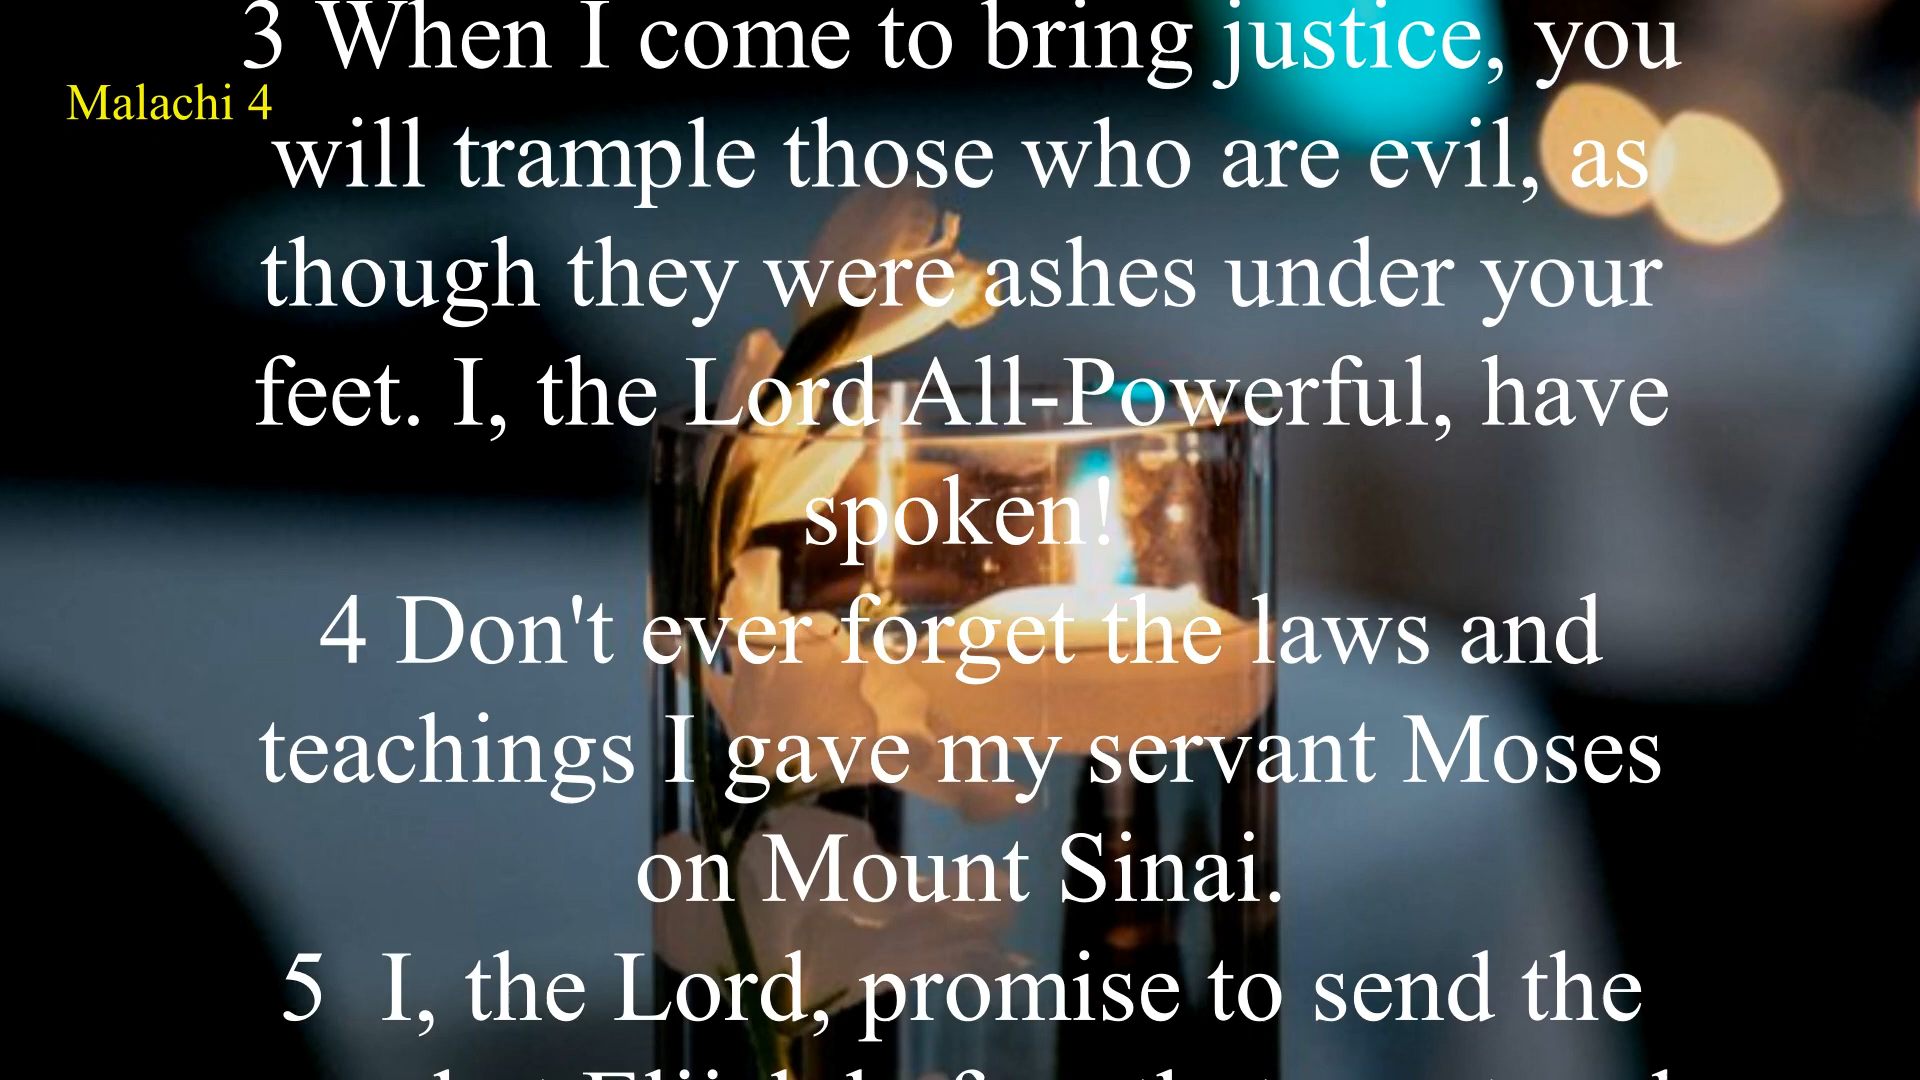 3 When I come to bring justice, you
Malachi 4
will trample those who are evil, as
though they were ashes under your
feet. I, the Lord All-Powerful, have
spoken!
4 Don't ever forget the laws and
teachings I gave my servant Moses
on Mount Sinai.
5  I, the Lord, promise to send the